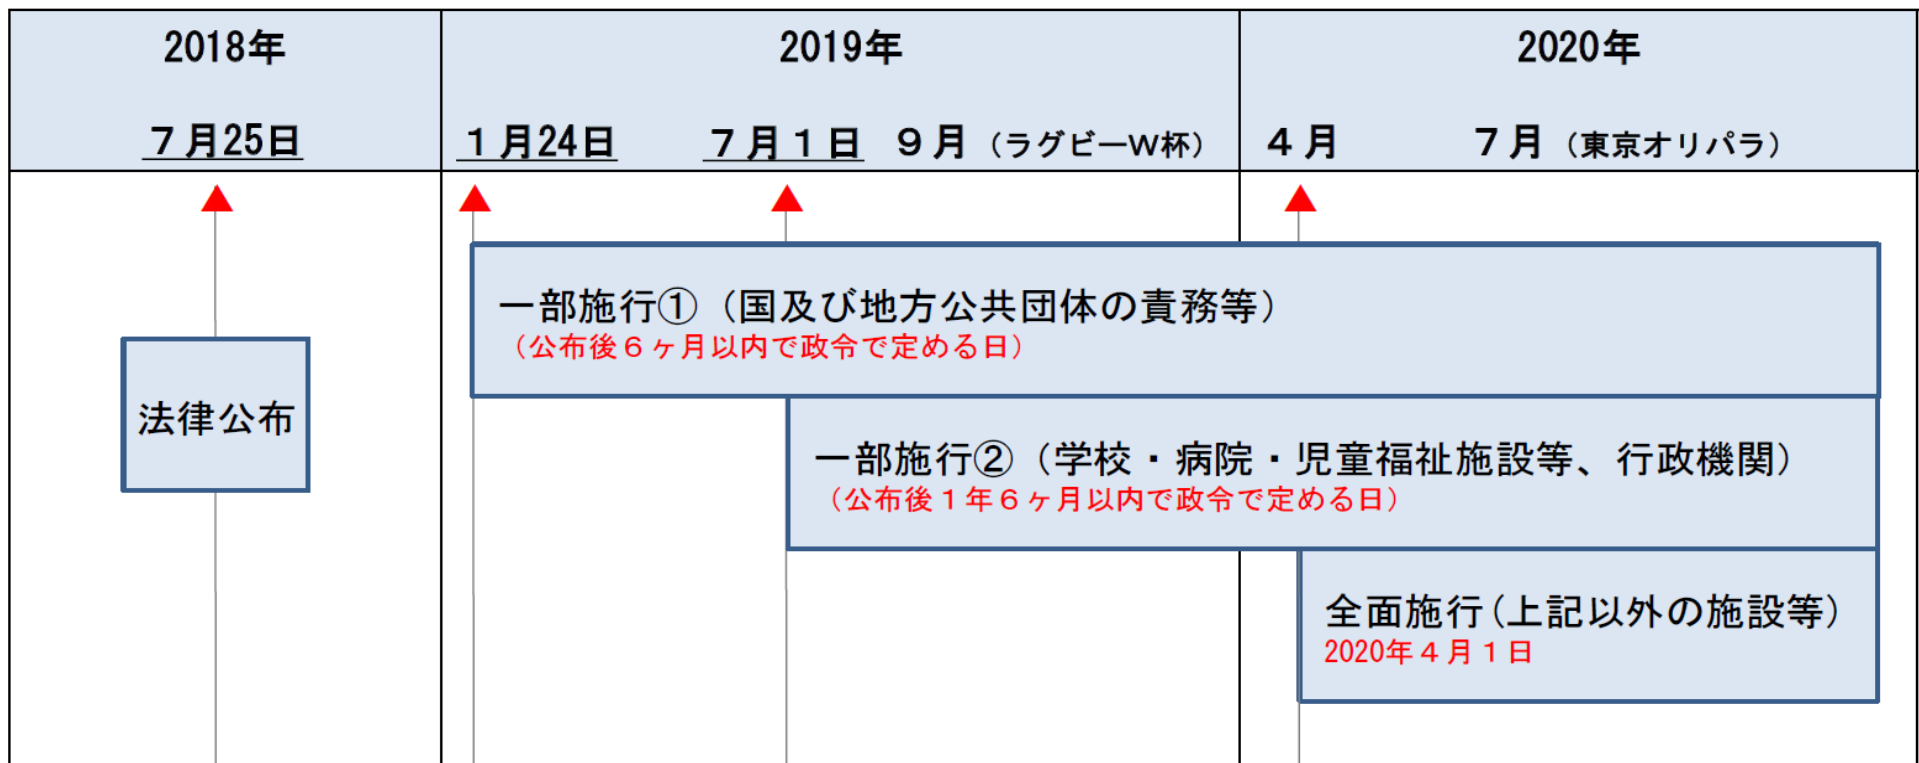 2018年
2019年
2020年
７月25日
１月24日
７月１日
９月（ラグビーＷ杯）
４月
７月（東京オリパラ）
一部施行①（国及び地方公共団体の責務等）
（公布後６ヶ月以内で政令で定める日）
法律公布
一部施行②（学校・病院・児童福祉施設等、行政機関）
（公布後１年６ヶ月以内で政令で定める日）
全面施行（上記以外の施設等）
2020年４月１日